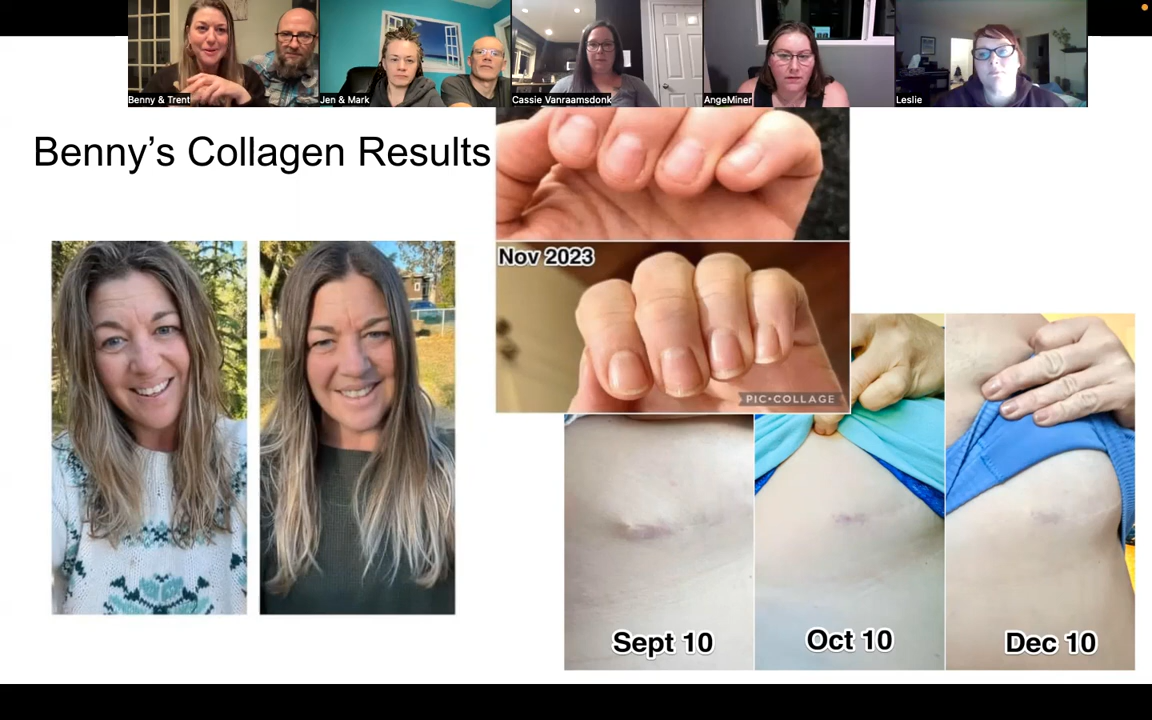 Benny & Trent
Jen & Mark
Cassie Vanraamsdonk
AngeMiner
Leslie
Benny's Collagen Results
Nov 2023
PIC•COLLAGE
Sept 10
Oct 10
Dec 10